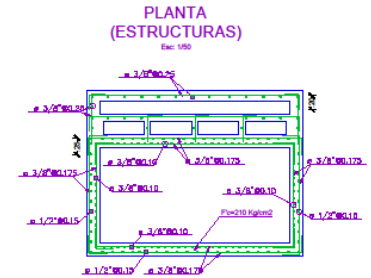 PLANTA
(ESTRUCTURAS)
Esc: 1/50
ø 3/8"@0.25
ø 3/8"@0.20
.20
.25
ø 3/8"@0.10
ø 3/8"@0.175
ø 3/8"@0.175
ø 3/8"@0.175
ø 3/8"@0.10
ø 3/8"@0.10
F'c=210 Kg/cm2
ø 1/2"@0.15
ø 1/2"@0.15
ø 3/8"@0.10
ø 1/2"@0.15
ø 3/8"@0.175